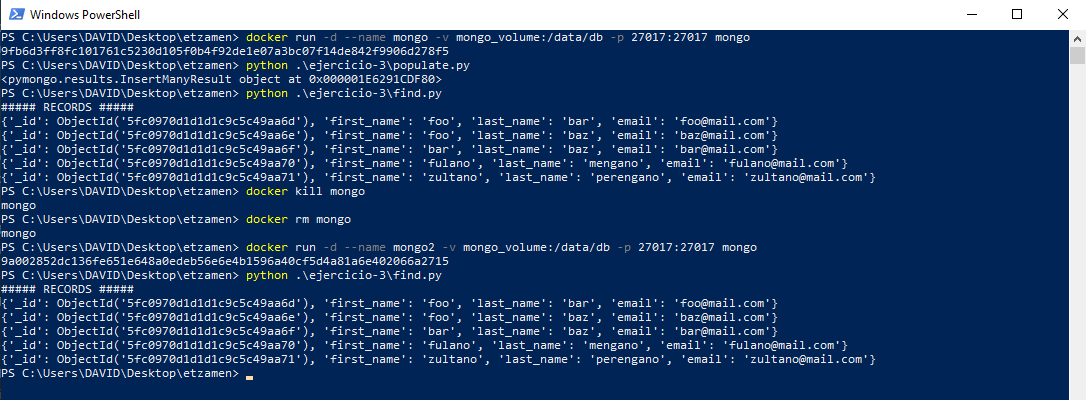 Windows PowerShell
PS C:\Users\DAVID\Desktop\etzamen> docker run -d --name mongo -v mongo_volume:/data/db -p 27017:27017 mongo
9fb6d3ff8fc101761c5230d105f0b4f92de1e07a3bc07f14de842f9906d278f5
PS C:\Users\DAVID\Desktop\etzamen> python .\ejercicio-3\populate.py
<pymongo.results.InsertManyResult object at 0x000001E6291CDF80>
PS C:\Users\DAVID\Desktop\etzamen> python .\ejercicio-3\find.py
##### RECORDS #####
{'_id': ObjectId('5fc0970d1d1d1c9c5c49aa6d'), 'first_name': 'foo', 'last_name': 'bar', 'email': 'foo@mail.com'}
{'_id': ObjectId('5fc0970d1d1d1c9c5c49aa6e'), 'first_name': 'foo', 'last_name': 'baz', 'email': 'baz@mail.com'}
{'_id': ObjectId('5fc0970d1d1d1c9c5c49aa6f'), 'first_name': 'bar', 'last_name': 'baz', 'email': 'bar@mail.com'}
{'_id': ObjectId('5fc0970d1d1d1c9c5c49aa70'), 'first_name': 'fulano', 'last_name': 'mengano', 'email': 'fulano@mail.com'}
{'_id': ObjectId('5fc0970d1d1d1c9c5c49aa71'), 'first_name': 'zultano', 'last_name': 'perengano', 'email': 'zultano@mail.com'}
PS C:\Users\DAVID\Desktop\etzamen> docker kill mongo
mongo
PS C:\Users\DAVID\Desktop\etzamen> docker rm mongo
mongo
PS C:\Users\DAVID\Desktop\etzamen> docker run -d --name mongo2 -v mongo_volume:/data/db -p 27017:27017 mongo
9a002852dc136fe651e648a0edeb56e6e4b1596a40cf5d4a81a6e402066a2715
PS C:\Users\DAVID\Desktop\etzamen> python .\ejercicio-3\find.py
##### RECORDS #####
{'_id': ObjectId('5fc0970d1d1d1c9c5c49aa6d'), 'first_name': 'foo', 'last_name': 'bar', 'email': 'foo@mail.com'}
{'_id': ObjectId('5fc0970d1d1d1c9c5c49aa6e'), 'first_name': 'foo', 'last_name': 'baz', 'email': 'baz@mail.com'}
{'_id': ObjectId('5fc0970d1d1d1c9c5c49aa6f'), 'first_name': 'bar', 'last_name': 'baz', 'email': 'bar@mail.com'}
{'_id': ObjectId('5fc0970d1d1d1c9c5c49aa70'), 'first_name': 'fulano', 'last_name': 'mengano', 'email': 'fulano@mail.com'}
{'_id': ObjectId('5fc0970d1d1d1c9c5c49aa71'), 'first_name': 'zultano', 'last_name': 'perengano', 'email': 'zultano@mail.com'}
PS C:\Users\DAVID\Desktop\etzamen>